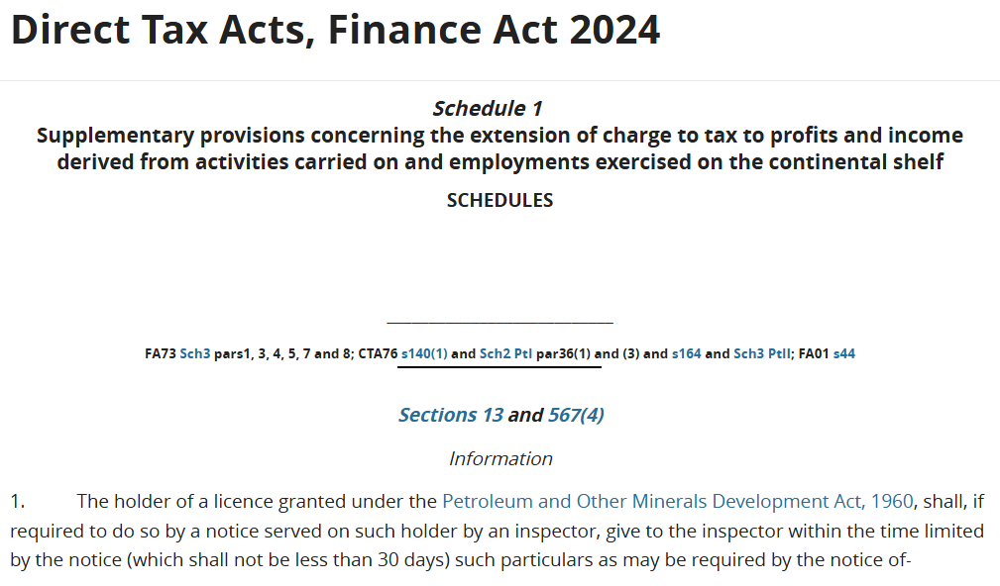 Direct Tax Acts, Finance Act 2024
Schedule 1
Supplementary provisions concerning the extension of charge to tax to profits and income
derived from activities carried on and employments exercised on the continental shelf
SCHEDULES
FA73 Sch3 pars1, 3, 4, 5, 7 and 8; CTA76 s140(1) and Sch2 PtI par36(1) and (3) and s164 and Sch3 PtII; FA01 s44
Sections 13 and 567(4)
Information
1. The holder of a licence granted under the Petroleum and Other Minerals Development Act, 1960, shall, if
required to do so by a notice served on such holder by an inspector, give to the inspector within the time limited
by the notice (which shall not be less than 30 days) such particulars as may be required by the notice of-